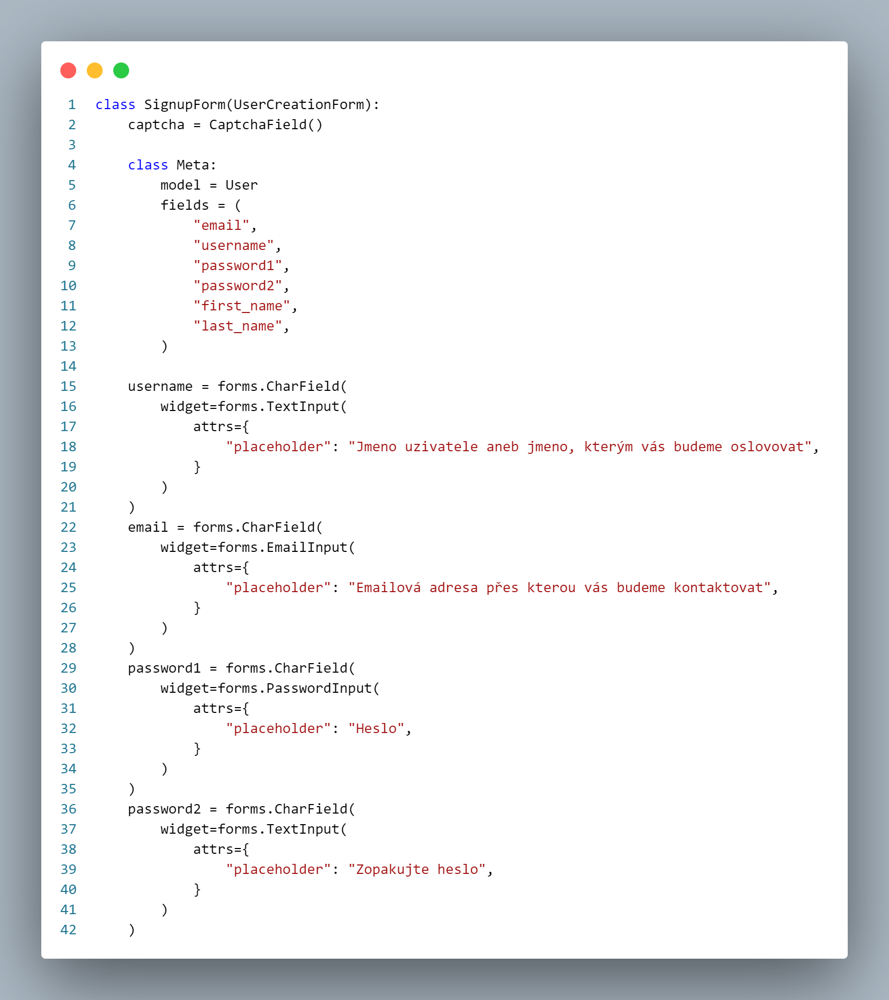 1 class SignupForm(UserCreationForm):
2     captcha = CaptchaField()
3
4     class Meta:
5         model = User
6         fields = (
7             "email",
8             "username",
9             "password1",
10             "password2",
11             "first_name",
12             "last_name",
13         )
14
15     username = forms.CharField(
16         widget=forms.TextInput(
17             attrs={
18                 "placeholder": "Jmeno uzivatele aneb jmeno, kterým vás budeme oslovovat",
19             }
20         )
21     )
22     email = forms.CharField(
23         widget=forms.EmailInput(
24             attrs={
25                 "placeholder": "Emailová adresa přes kterou vás budeme kontaktovat",
26             }
27         )
28     )
29     password1 = forms.CharField(
30         widget=forms.PasswordInput(
31             attrs={
32                 "placeholder": "Heslo",
33             }
34         )
35     )
36     password2 = forms.CharField(
37         widget=forms.TextInput(
38             attrs={
39                 "placeholder": "Zopakujte heslo",
40             }
41         )
42     )